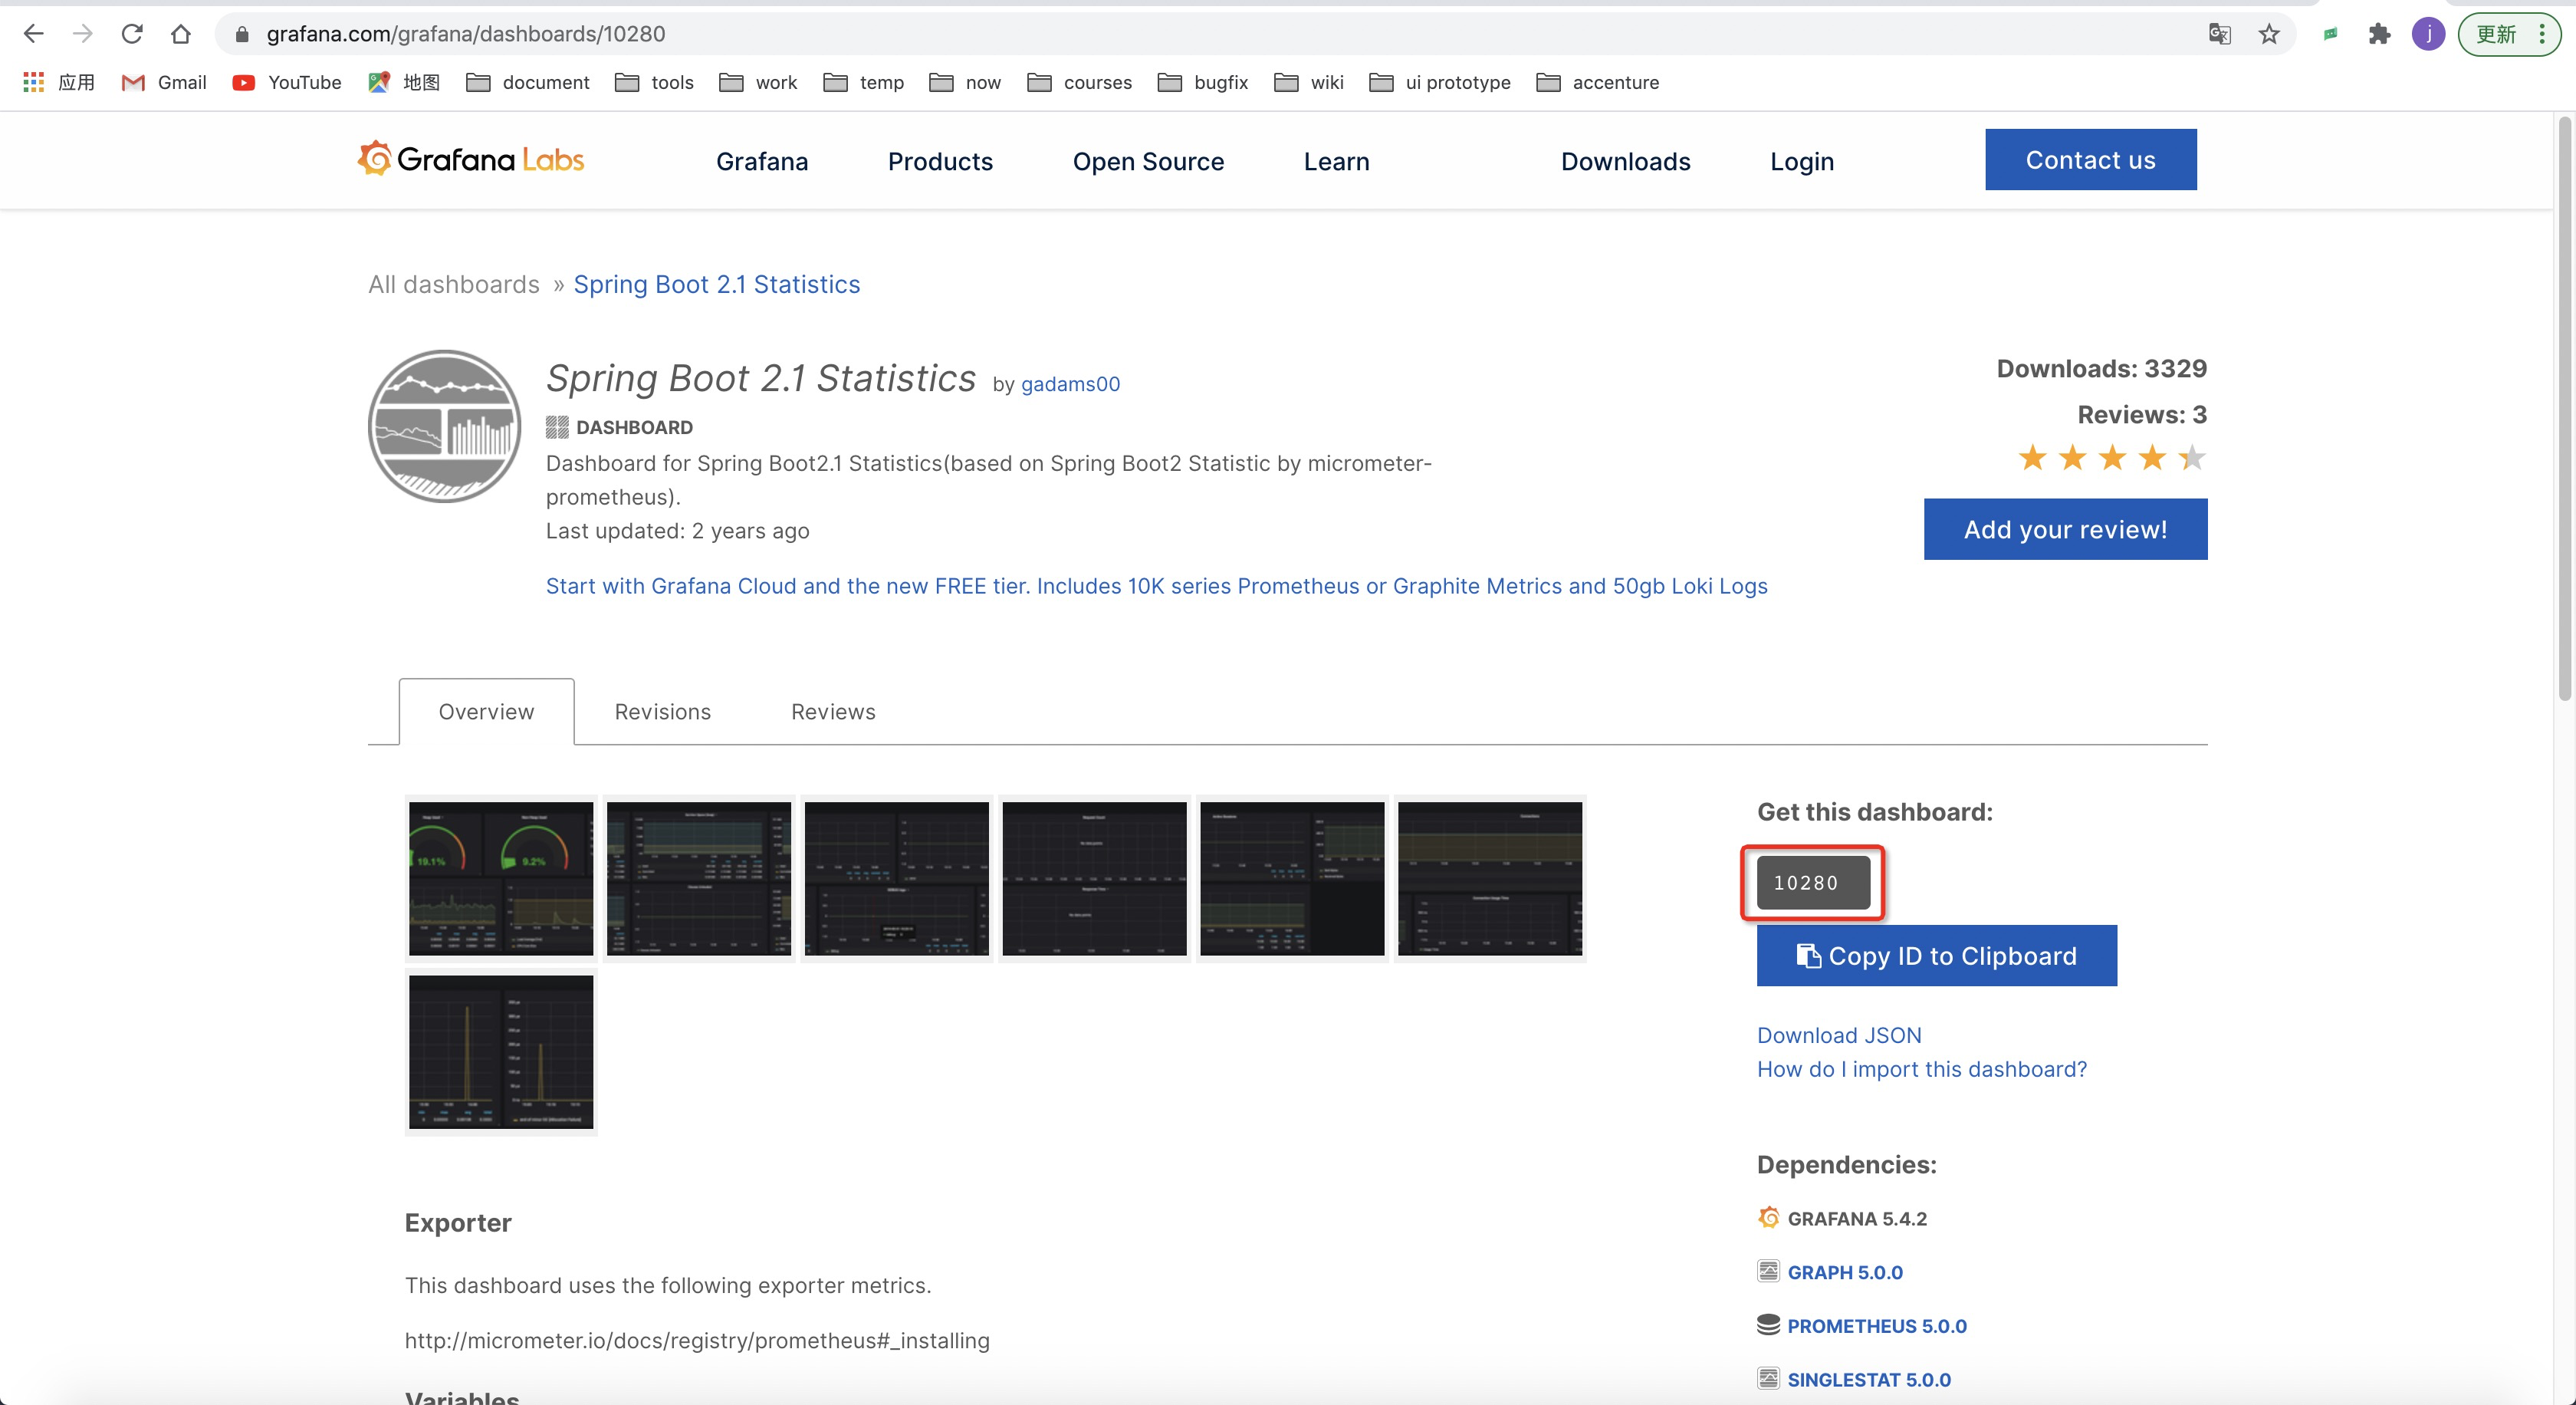 grafana.com/grafana/dashboards/10280
j
更新
应用 Gmail YouTube 地图 document tools work temp now courses bugfix wiki ui prototype accenture
Grafana Labs
Grafana Products Open Source Learn Downloads Login Contact us
All dashboards » Spring Boot 2.1 Statistics
Spring Boot 2.1 Statistics by gadams00
DASHBOARD
Dashboard for Spring Boot2.1 Statistics(based on Spring Boot2 Statistic by micrometer-
prometheus).
Last updated: 2 years ago
Start with Grafana Cloud and the new FREE tier. Includes 10K series Prometheus or Graphite Metrics and 50gb Loki Logs
Downloads: 3329
Reviews: 3
Add your review!
Overview Revisions Reviews
19.1% 9.2%
Exporter
This dashboard uses the following exporter metrics.
http://micrometer.io/docs/registry/prometheus#_installing
Variables
Get this dashboard:
10280
Copy ID to Clipboard
Download JSON
How do I import this dashboard?
Dependencies:
GRAFANA 5.4.2
GRAPH 5.0.0
PROMETHEUS 5.0.0
SINGLESTAT 5.0.0